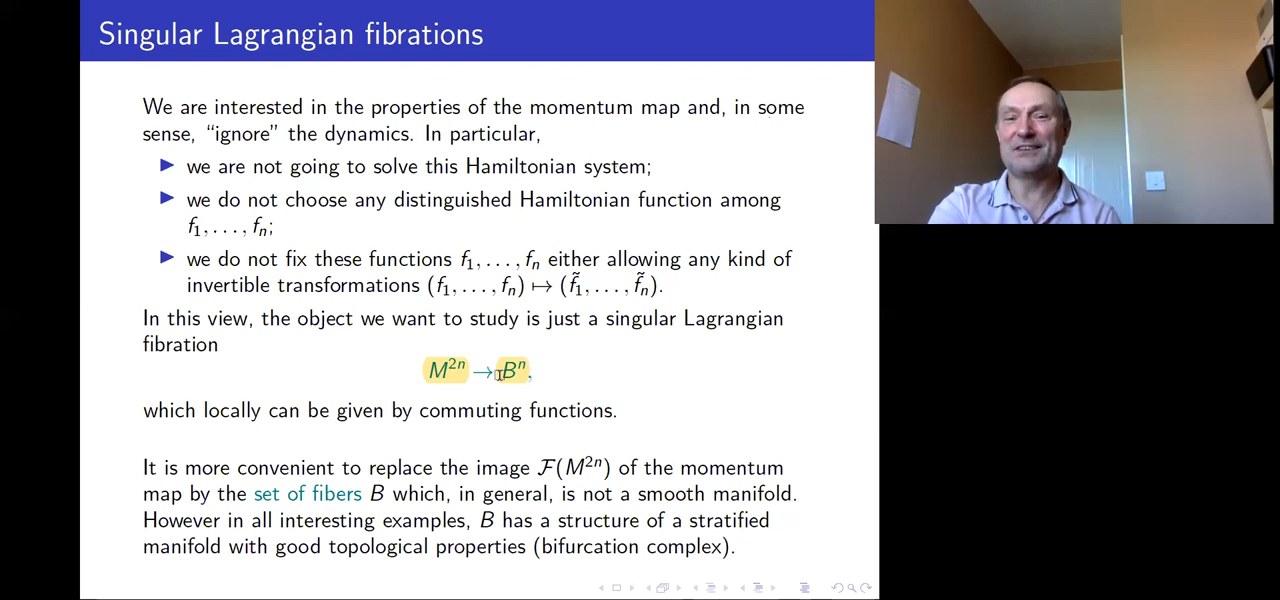 Singular Lagrangian fibrations
We are interested in the properties of the momentum map and, in some
sense, “ignore” the dynamics. In particular,
▶ we are not going to solve this Hamiltonian system;
▶ we do not choose any distinguished Hamiltonian function among
f₁, . . . , fₙ;
▶ we do not fix these functions f₁, . . . , fₙ either allowing any kind of
invertible transformations (f₁, . . . , fₙ) ↦ (f̃₁, . . . , f̃ₙ).
In this view, the object we want to study is just a singular Lagrangian
fibration
M²ⁿ → Bⁿ,
which locally can be given by commuting functions.
It is more convenient to replace the image ℱ(M²ⁿ) of the momentum
map by the set of fibers B which, in general, is not a smooth manifold.
However in all interesting examples, B has a structure of a stratified
manifold with good topological properties (bifurcation complex).